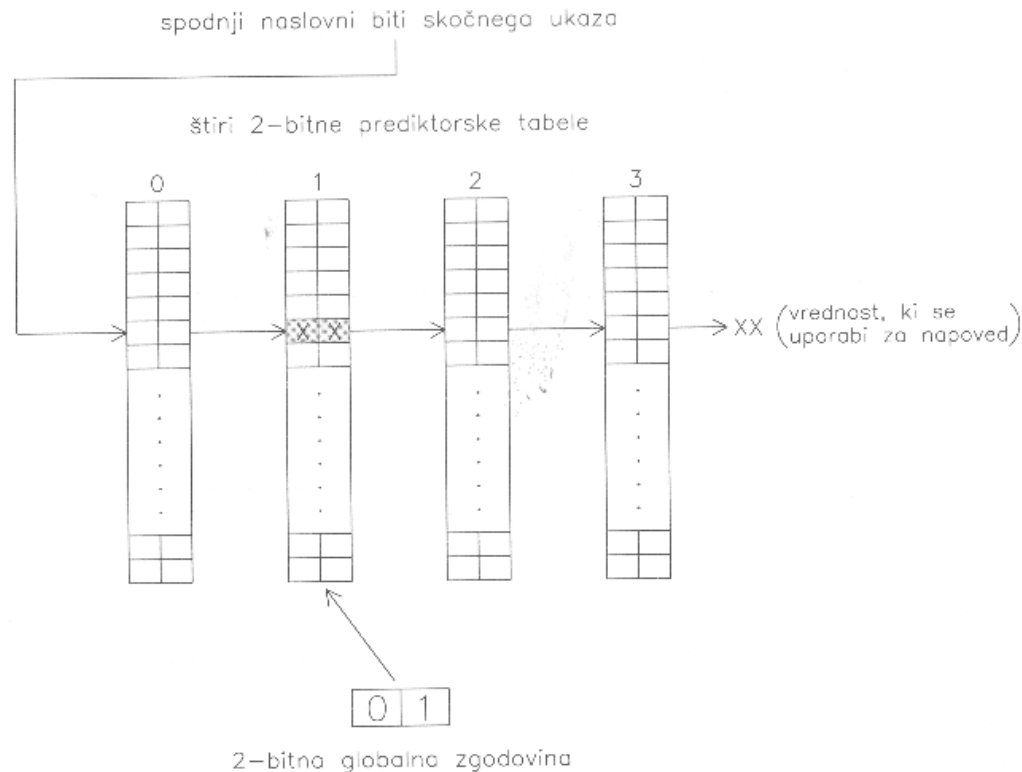 spodnji naslovni biti skočnega ukaza
štiri 2-bitne prediktorske tabele
0 1 2 3
X X
XX (vrednost, ki se
uporabi za napoved)
0 1
2-bitna globalna zgodovina